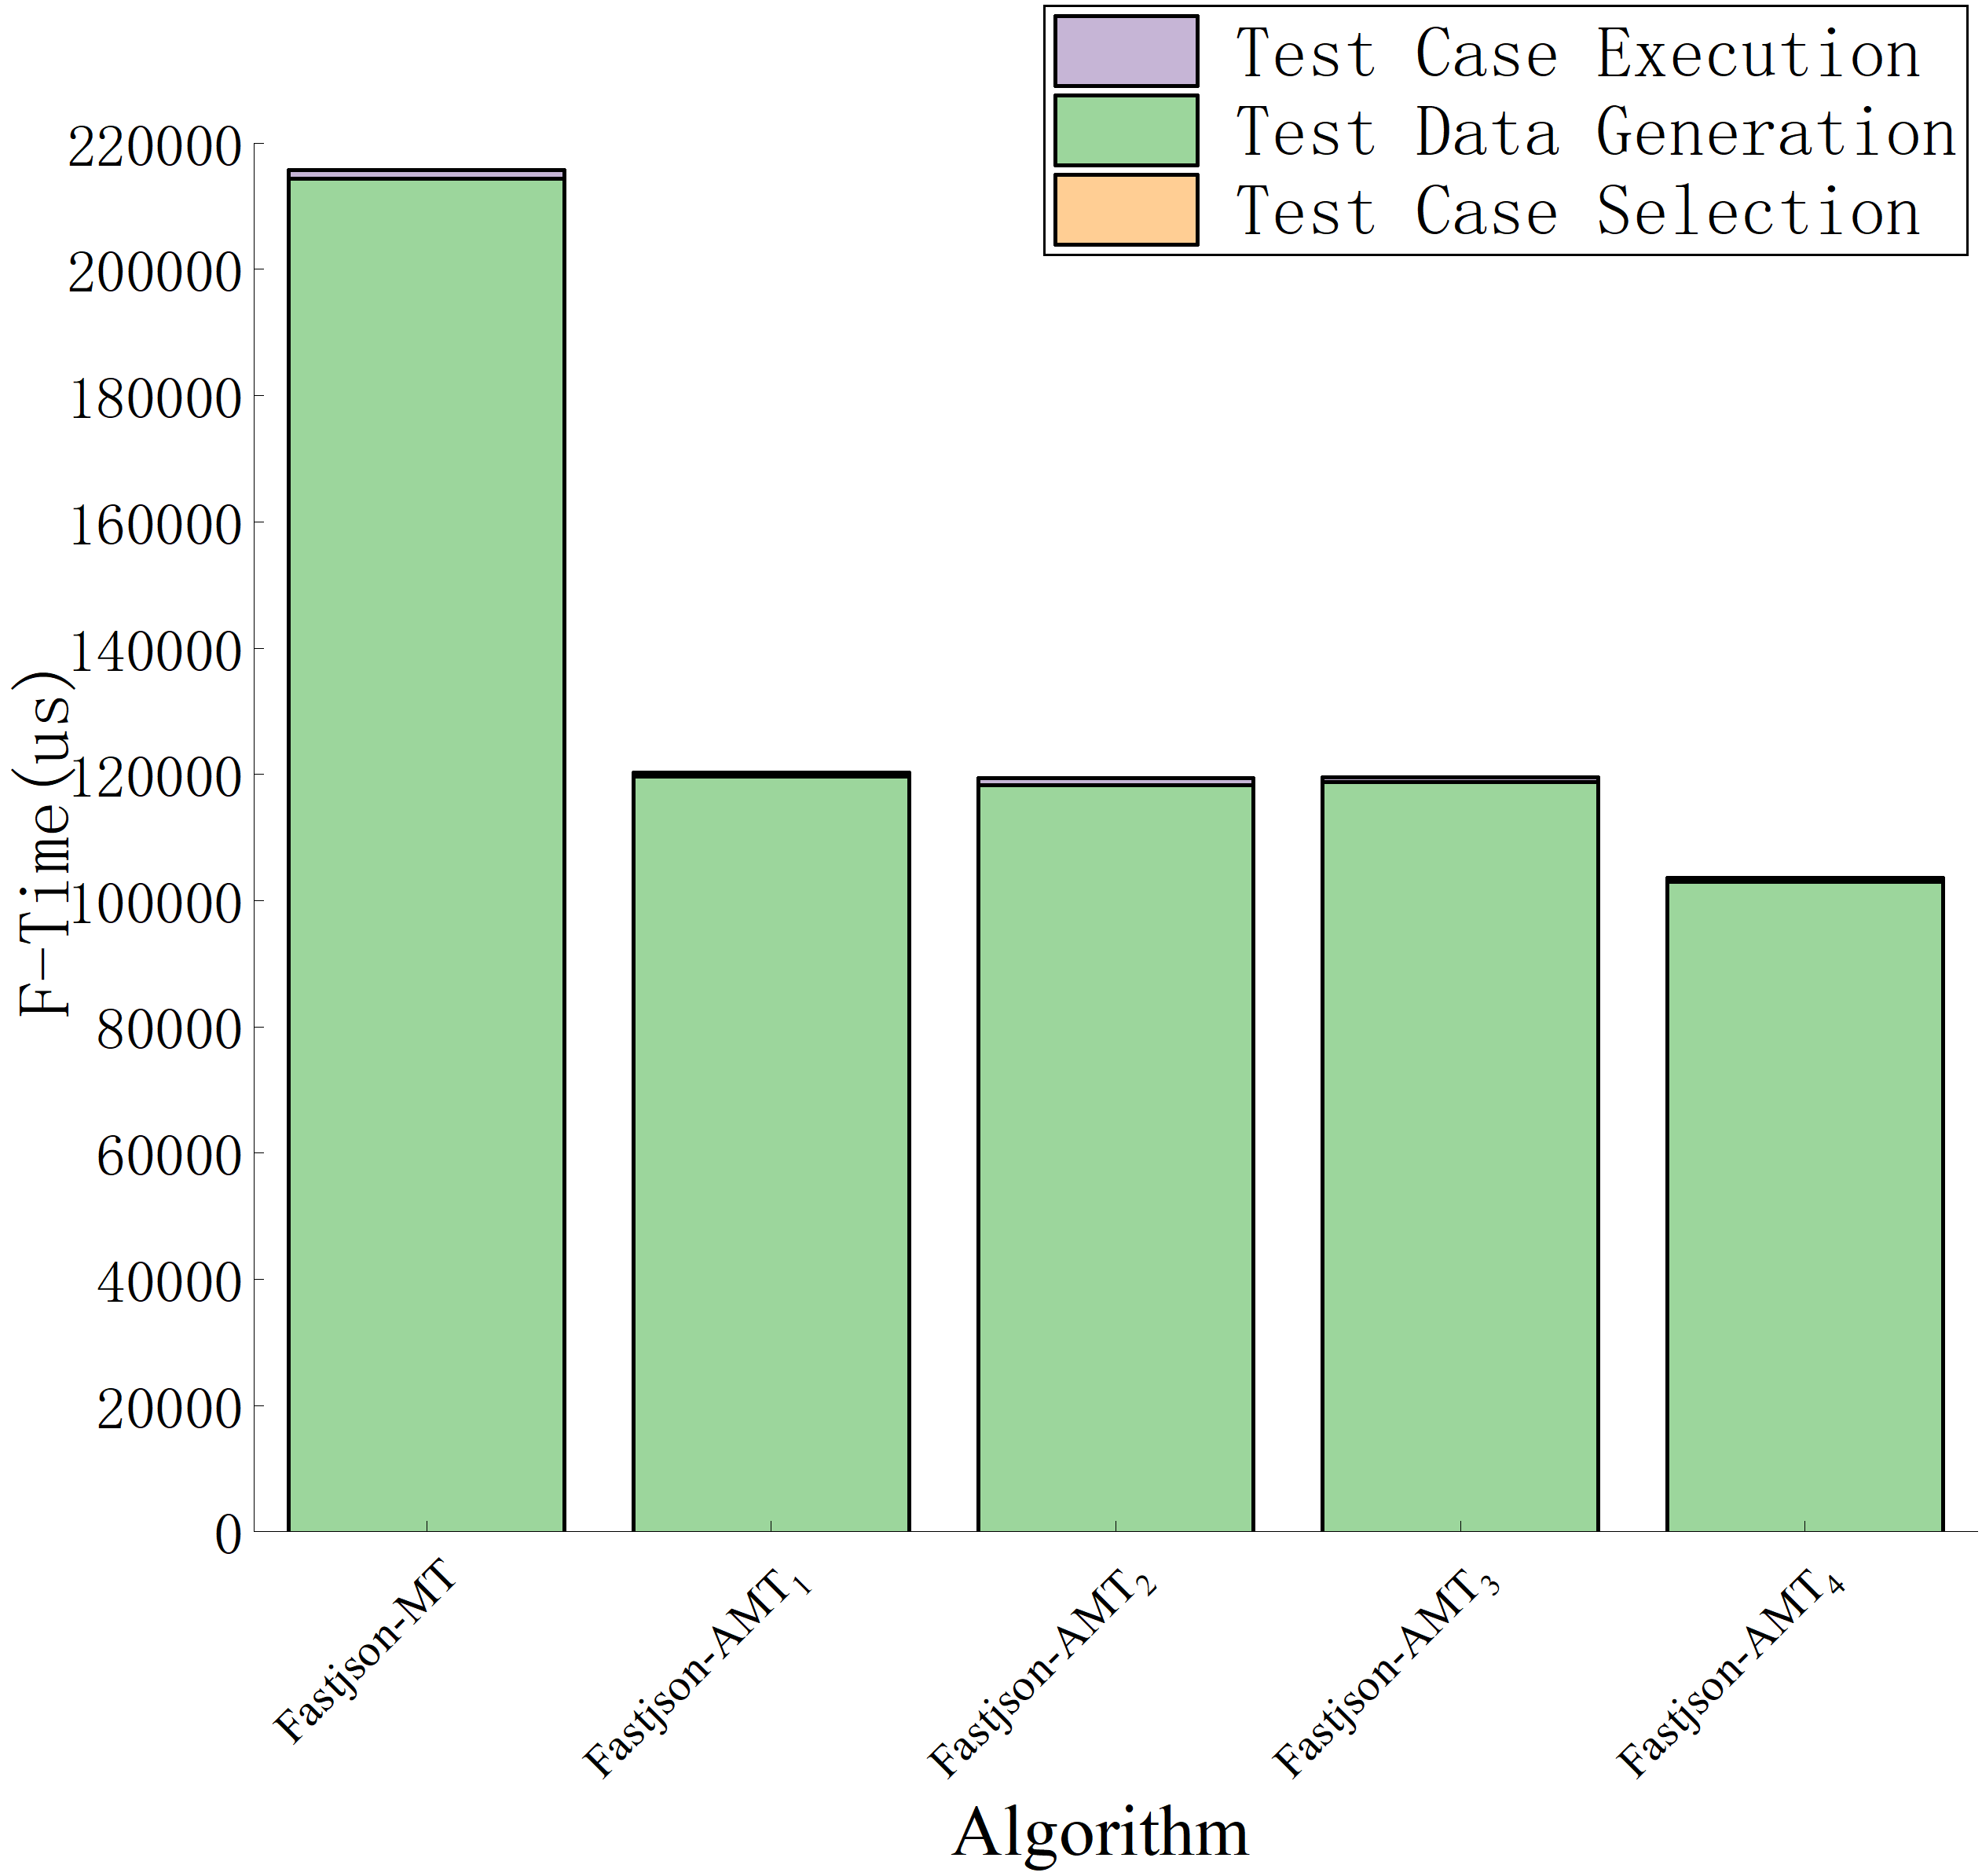 Test Case Execution
Test Data Generation
Test Case Selection
220000
200000
180000
160000
140000
120000
100000
80000
60000
40000
20000
0
F-Time(us)
Fastjson-MT
Fastjson-AMT₁
Fastjson-AMT₂
Fastjson-AMT₃
Fastjson-AMT₄
Algorithm